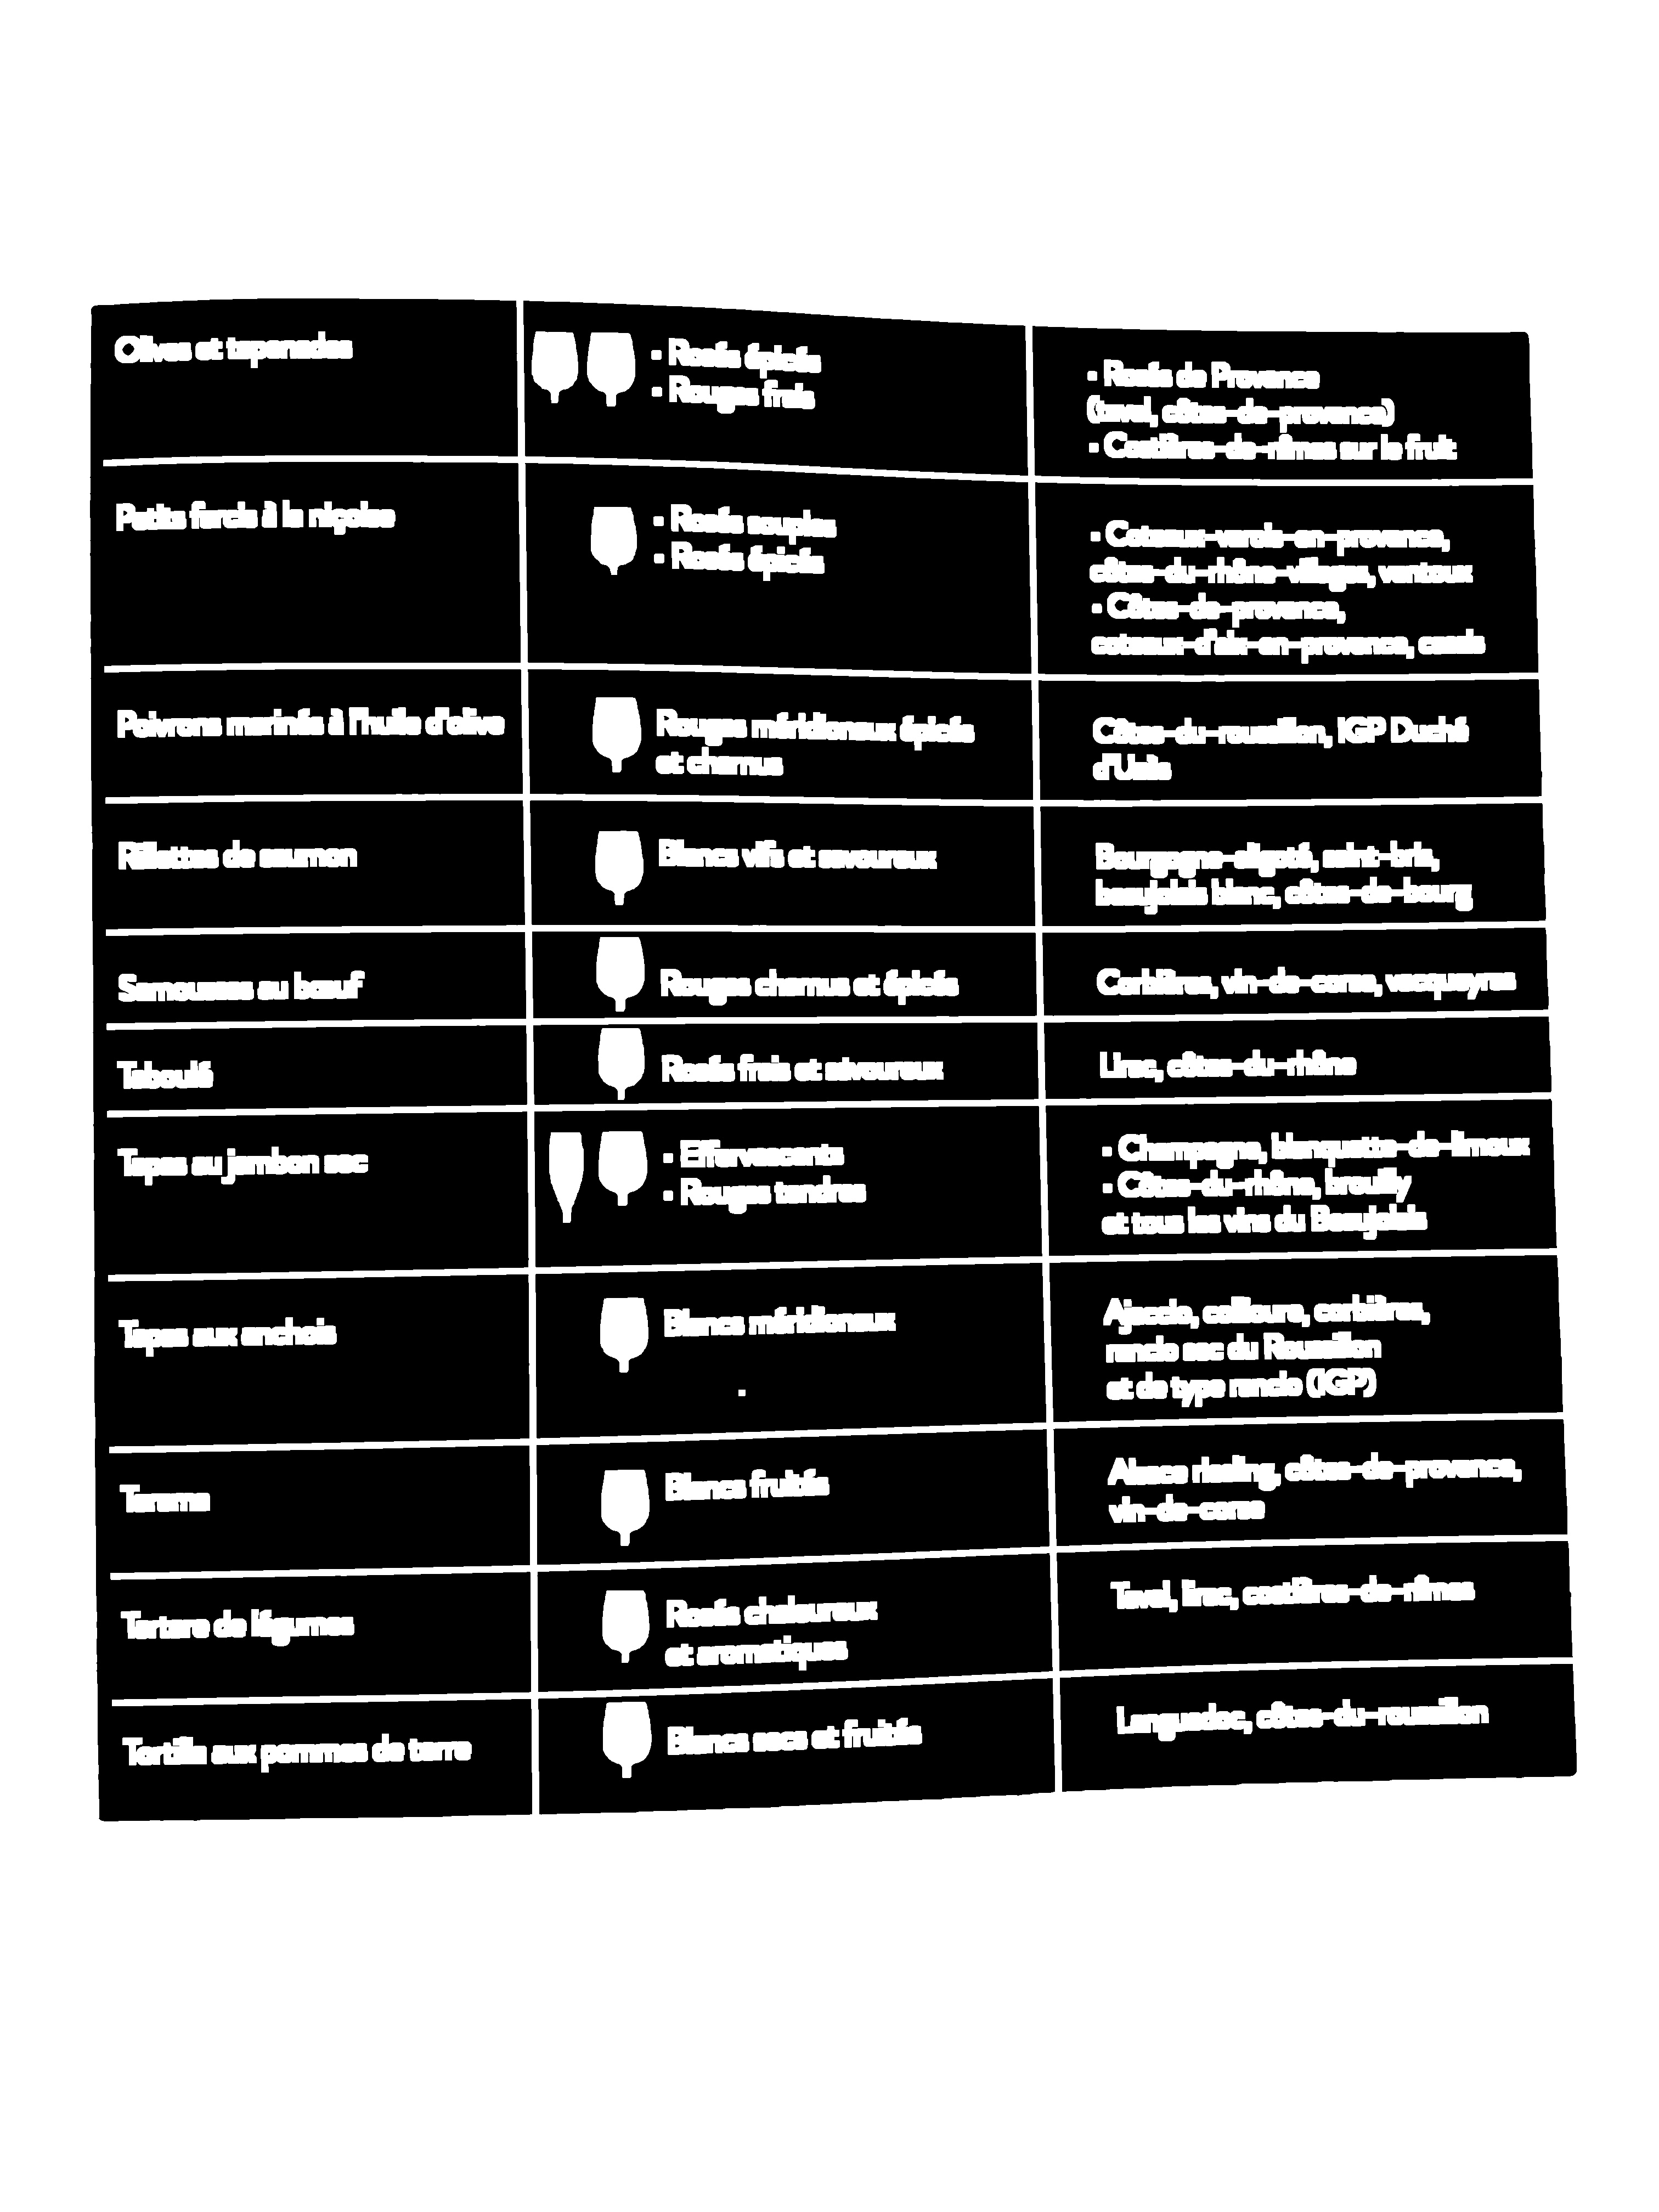 Olives et tapenades
• Rosés épicés
• Rouges frais
• Rosés de Provence
(tavel, côtes-de-provence)
• Costières-de-nîmes sur le fruit
Petits farcis à la niçoise
• Rosés souples
• Rosés épicés
• Coteaux-varois-en-provence,
côtes-du-rhône-villages, ventoux
• Côtes-de-provence,
coteaux-d'aix-en-provence, cassis
Poivrons marinés à l'huile d'olive
Rouges méridionaux épicés
et charnus
Côtes-du-roussillon, IGP Duché
d'Uzès
Rillettes de saumon
Blancs vifs et savoureux
Bourgogne-aligoté, saint-bris,
beaujolais blanc, côtes-de-bourg
Samoussas au bœuf
Rouges charnus et épicés
Corbières, vin-de-corse, vacqueyras
Taboulé
Rosés frais et savoureux
Lirac, côtes-du-rhône
Tapas au jambon sec
• Effervescents
• Rouges tendres
• Champagne, blanquette-de-limoux
• Côtes-du-rhône, brouilly
et tous les vins du Beaujolais
Tapas aux anchois
Blancs méridionaux
Ajaccio, collioure, corbières,
rancio sec du Roussillon
et de type rancio (IGP)
Tarama
Blancs fruités
Alsace riesling, côtes-de-provence,
vin-de-corse
Tartare de légumes
Rosés chaleureux
et aromatiques
Tavel, lirac, costières-de-nîmes
Tortilla aux pommes de terre
Blancs secs et fruités
Languedoc, côtes-du-roussillon